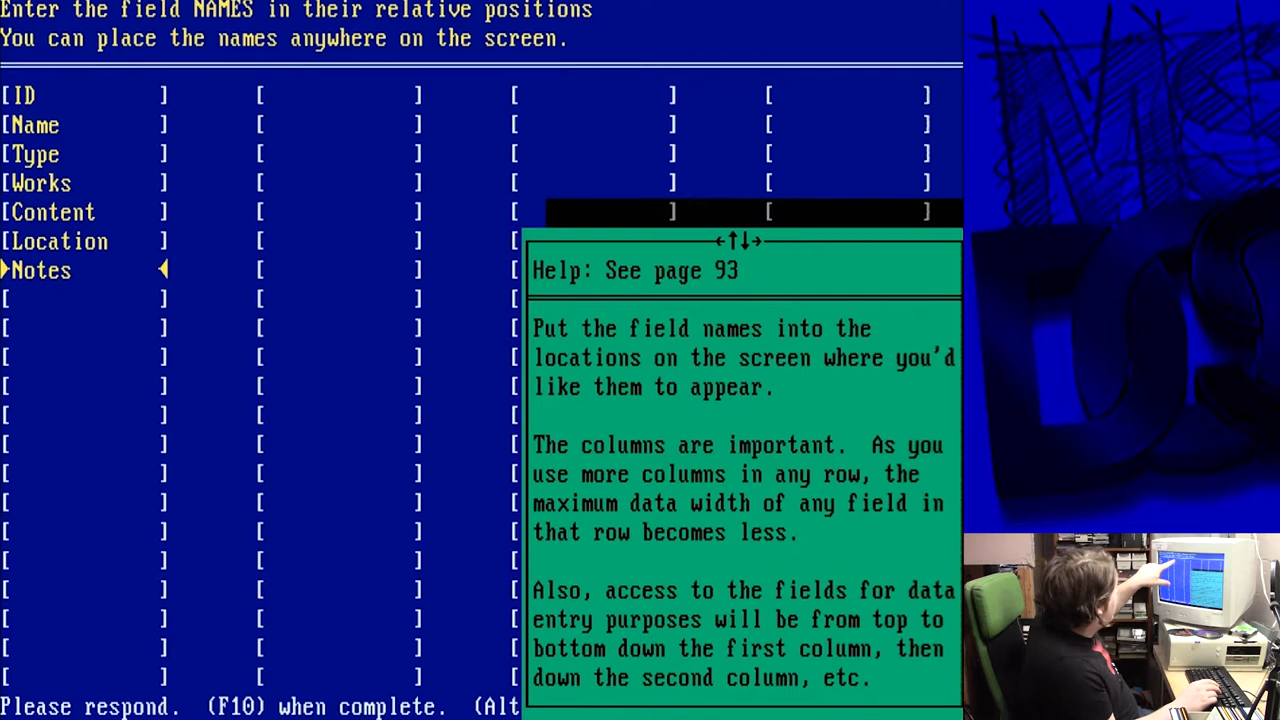 Enter the field NAMES in their relative positions
You can place the names anywhere on the screen.
[ID ] [ ] [ ] [ ]
[Name ] [ ] [ ] [ ]
[Type ] [ ] [ ] [ ]
[Works ] [ ] [ ] [ ]
[Content ] [ ] [ ] [ ]
[Location ] [ ] [
▶Notes ◀ [ ] [
Help: See page 93
Put the field names into the
locations on the screen where you'd
like them to appear.
The columns are important. As you
use more columns in any row, the
maximum data width of any field in
that row becomes less.
Also, access to the fields for data
entry purposes will be from top to
bottom down the first column, then
down the second column, etc.
Please respond. (F10) when complete. (Alt
MS
DOS